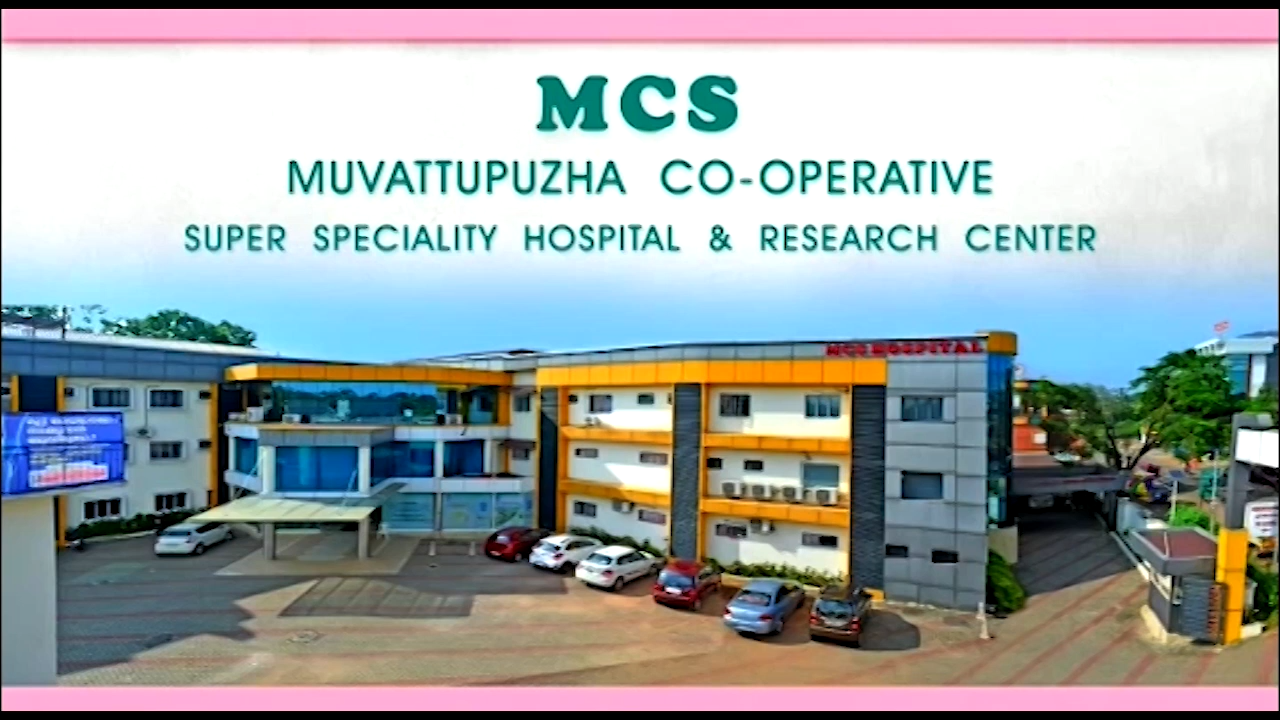 MCS
MUVATTUPUZHA CO-OPERATIVE
SUPER SPECIALITY HOSPITAL & RESEARCH CENTER
MCS HOSPITAL